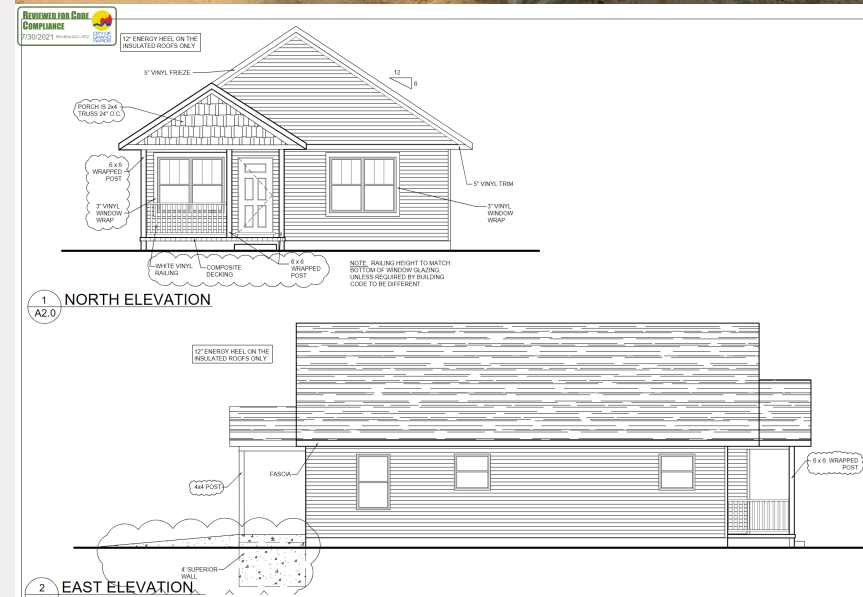 REVIEWED FOR CODE
COMPLIANCE
7/30/2021
CITY OF
GRAND
RAPIDS
12" ENERGY HEEL ON THE
INSULATED ROOFS ONLY
5" VINYL FRIEZE
12
6
PORCH IS 2x4
TRUSS 24" O.C.
6 x 6
WRAPPED
POST
3" VINYL
WINDOW
WRAP
5" VINYL TRIM
3" VINYL
WINDOW
WRAP
WHITE VINYL
RAILING
COMPOSITE
DECKING
6 x 6
WRAPPED
POST
NOTE: RAILING HEIGHT TO MATCH
BOTTOM OF WINDOW GLAZING,
UNLESS REQUIRED BY BUILDING
CODE TO BE DIFFERENT.
1
A2.0
NORTH ELEVATION
12" ENERGY HEEL ON THE
INSULATED ROOFS ONLY
FASCIA
4x4 POST
6 x 6 WRAPPED
POST
4' SUPERIOR
WALL
2
EAST ELEVATION